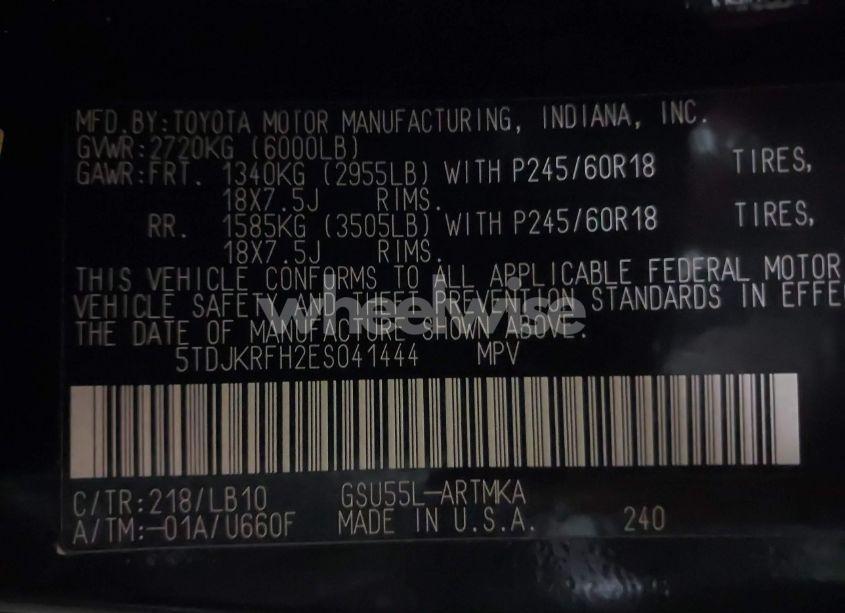 MFD.BY:TOYOTA MOTOR MANUFACTURING, INDIANA, INC.
GVWR:2720KG (6000LB)
GAWR:FRT. 1340KG (2955LB) WITH P245/60R18 TIRES,
18X7.5J RIMS.
RR. 1585KG (3505LB) WITH P245/60R18 TIRES,
18X7.5J RIMS.
THIS VEHICLE CONFORMS TO ALL APPLICABLE FEDERAL MOTOR
VEHICLE SAFETY AND THEFT PREVENTION STANDARDS IN EFFE
wheelwise
THE DATE OF MANUFACTURE SHOWN ABOVE.
5TDJKRFH2ES041444 MPV
C/TR:218/LB10 GSU55L-ARTMKA
A/TM:-01A/U660F MADE IN U.S.A. 240